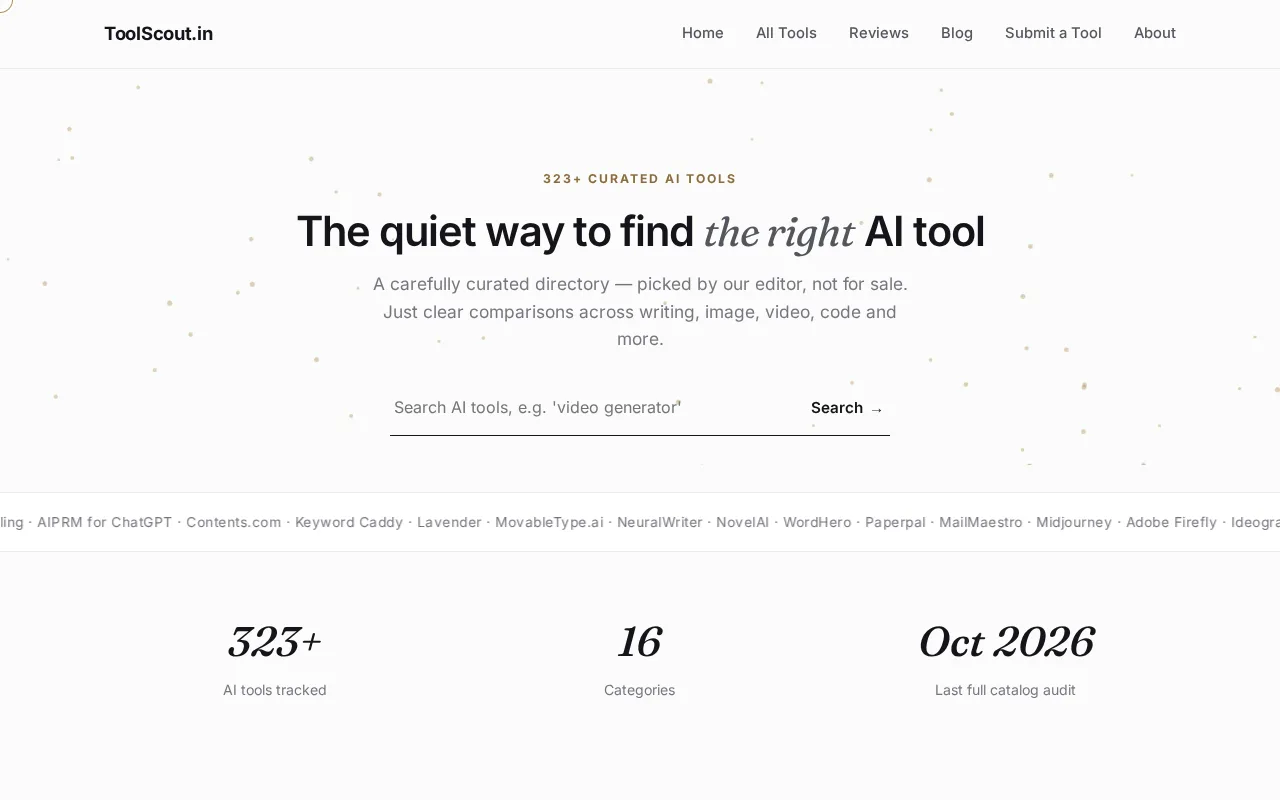 ToolScout.in
Home
All Tools
Reviews
Blog
Submit a Tool
About
323+ CURATED AI TOOLS
The quiet way to find the right AI tool
A carefully curated directory — picked by our editor, not for sale.
Just clear comparisons across writing, image, video, code and
more.
Search AI tools, e.g. 'video generator'
Search →
ling · AIPRM for ChatGPT · Contents.com · Keyword Caddy · Lavender · MovableType.ai · NeuralWriter · NovelAI · WordHero · Paperpal · MailMaestro · Midjourney · Adobe Firefly · Ideogra
323+
AI tools tracked
16
Categories
Oct 2026
Last full catalog audit